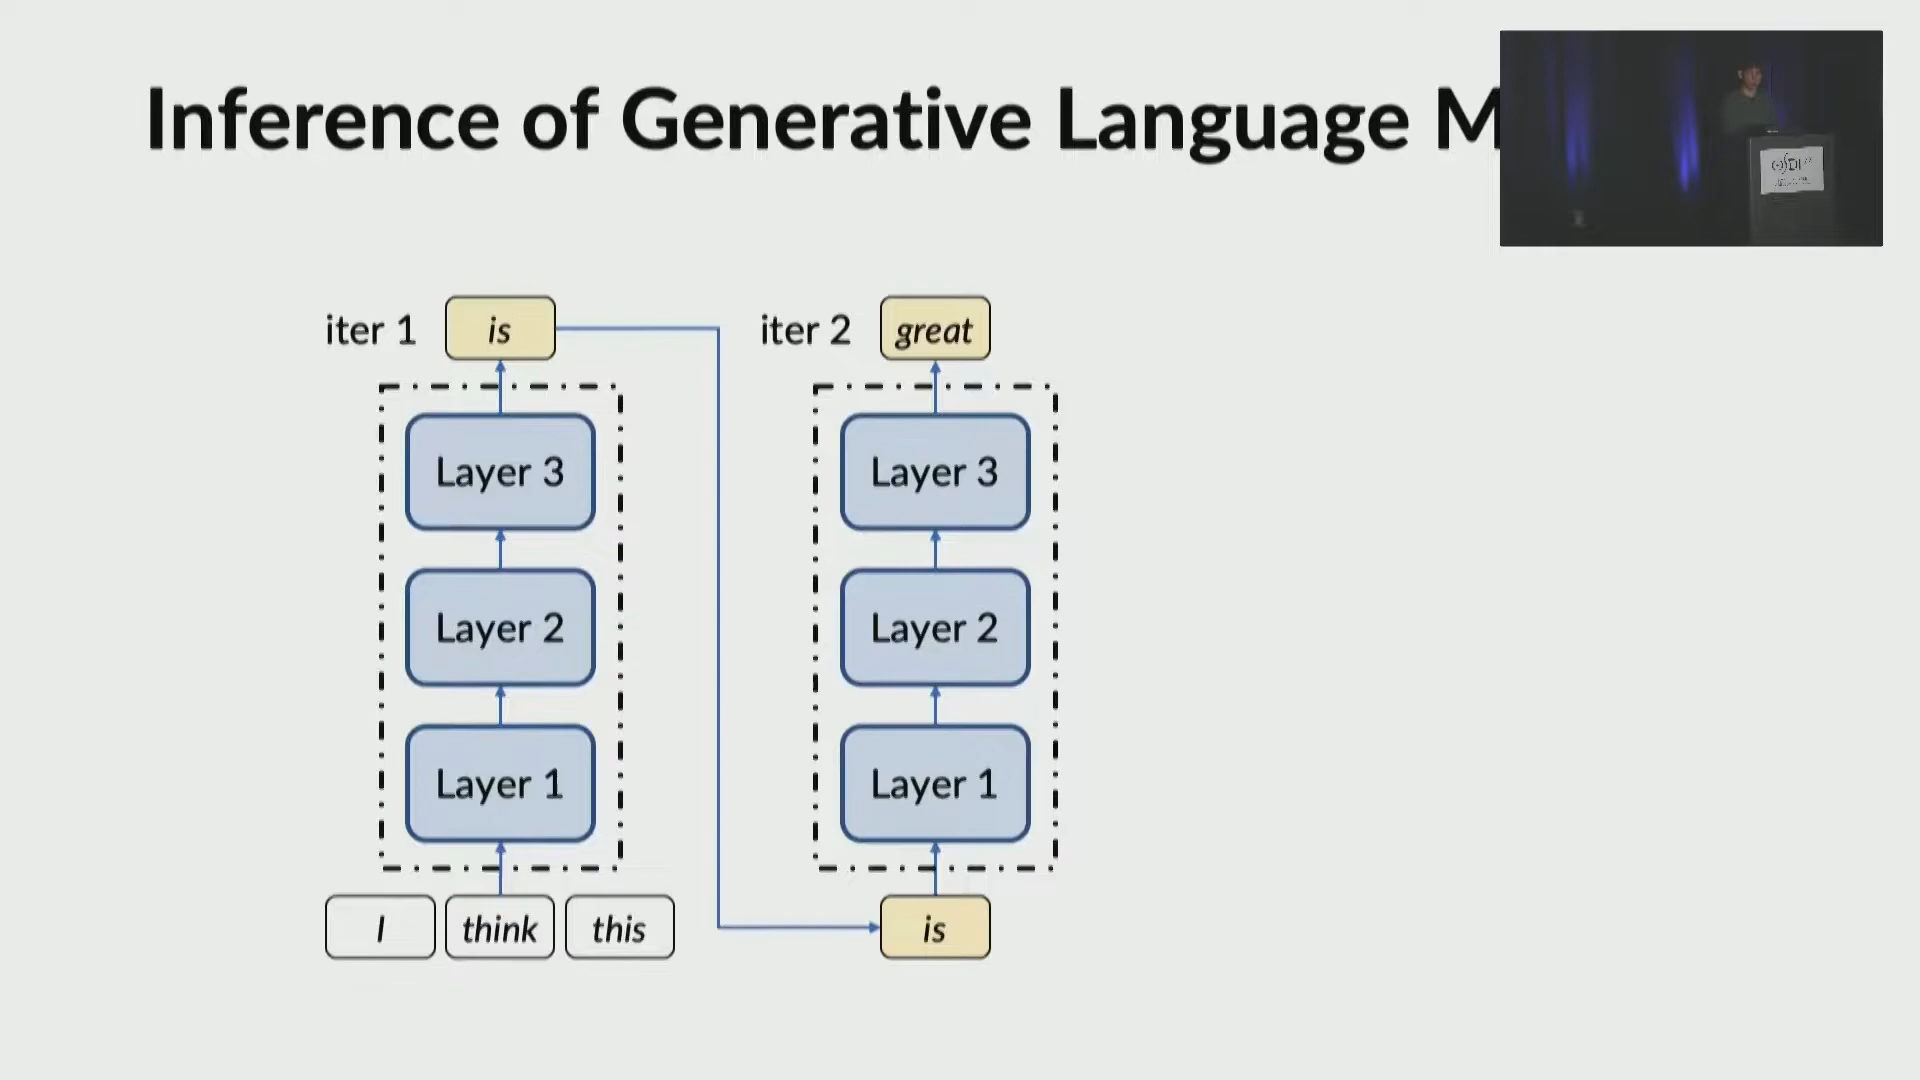 Inference of Generative Language M
OSDI
iter 1
is
iter 2
great
Layer 3
Layer 3
Layer 2
Layer 2
Layer 1
Layer 1
I think this
is